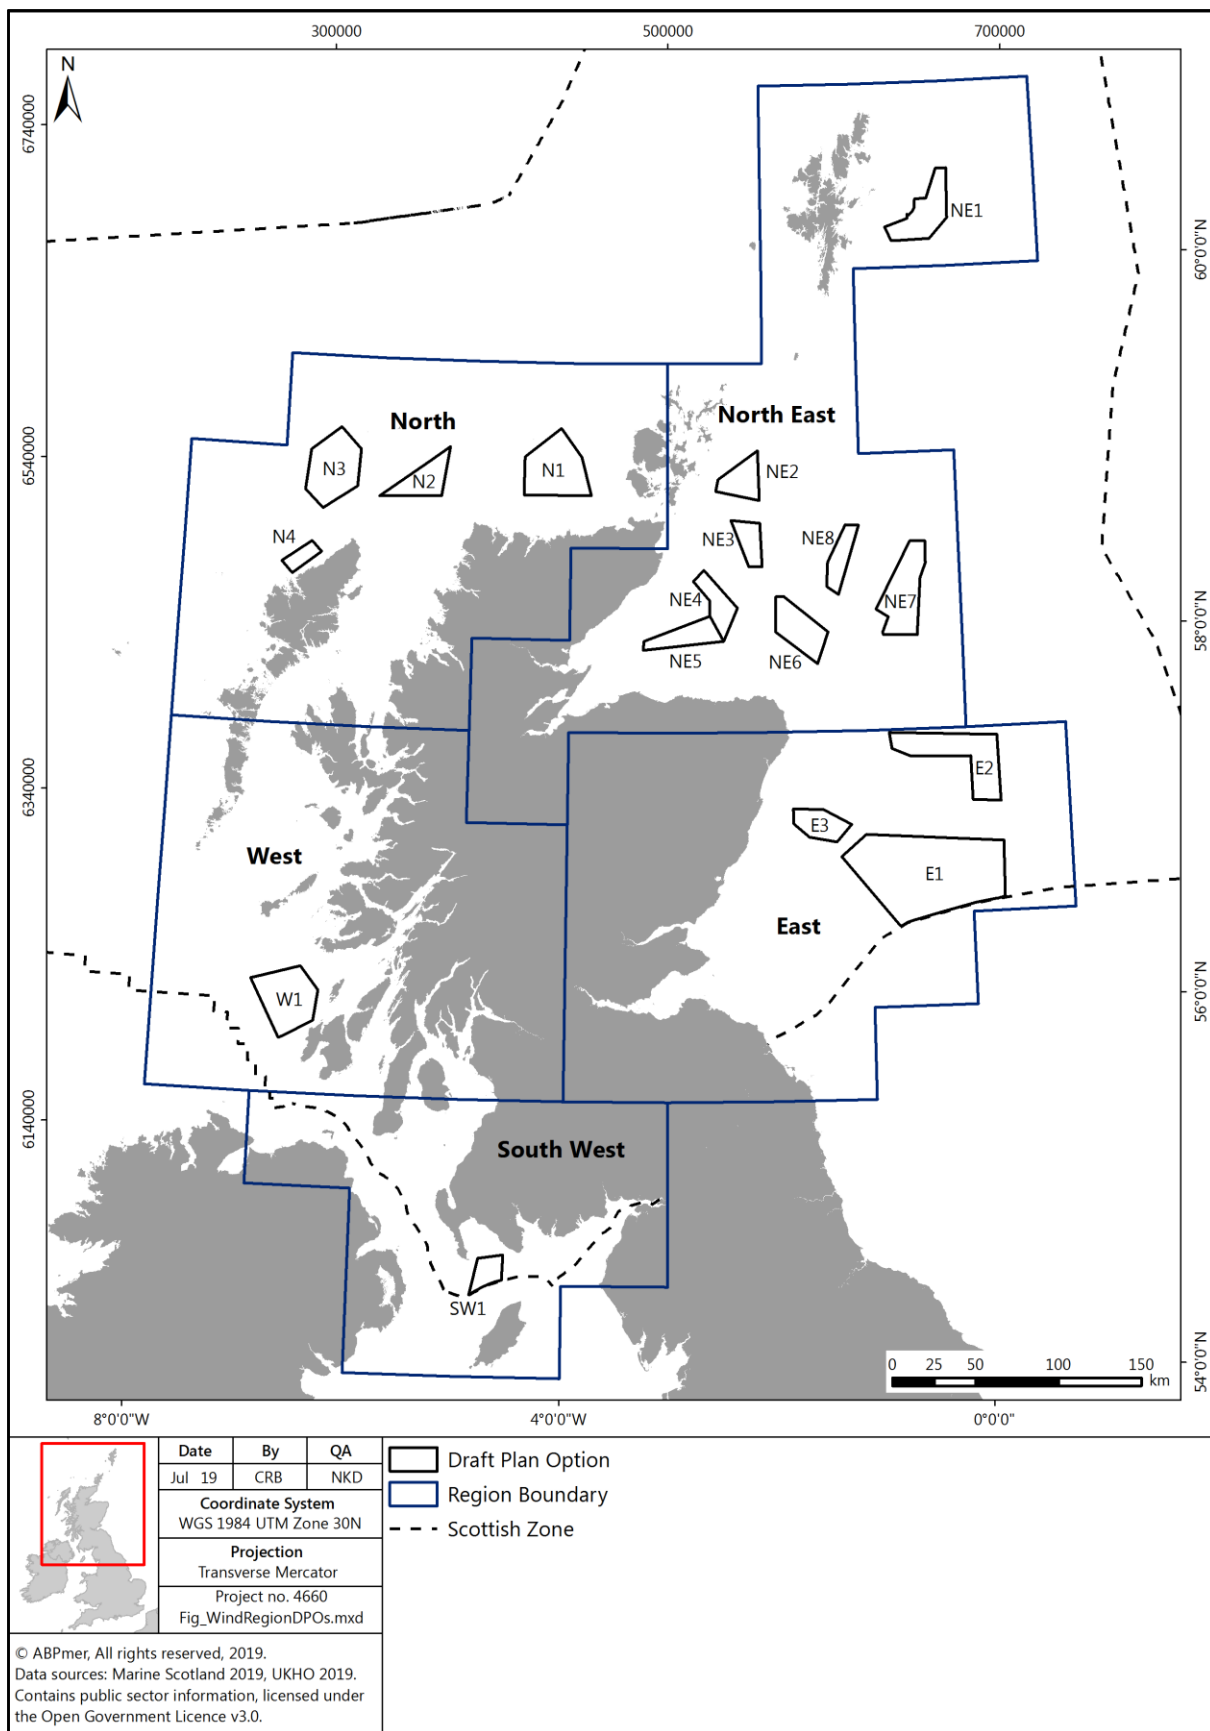 300000 500000 700000
N
6740000
6540000
6340000
6140000
60°0'0"N
58°0'0"N
56°0'0"N
54°0'0"N
NE1
North
North East
N3
N2
N1
NE2
N4
NE3
NE8
NE4
NE7
NE5
NE6
E2
E3
West
E1
East
W1
South West
SW1
0 25 50 100 150
km
8°0'0"W 4°0'0"W 0°0'0"
Date By QA
Jul 19 CRB NKD
Coordinate System
WGS 1984 UTM Zone 30N
Projection
Transverse Mercator
Project no. 4660
Fig_WindRegionDPOs.mxd
Draft Plan Option
Region Boundary
Scottish Zone
© ABPmer, All rights reserved, 2019.
Data sources: Marine Scotland 2019, UKHO 2019.
Contains public sector information, licensed under
the Open Government Licence v3.0.